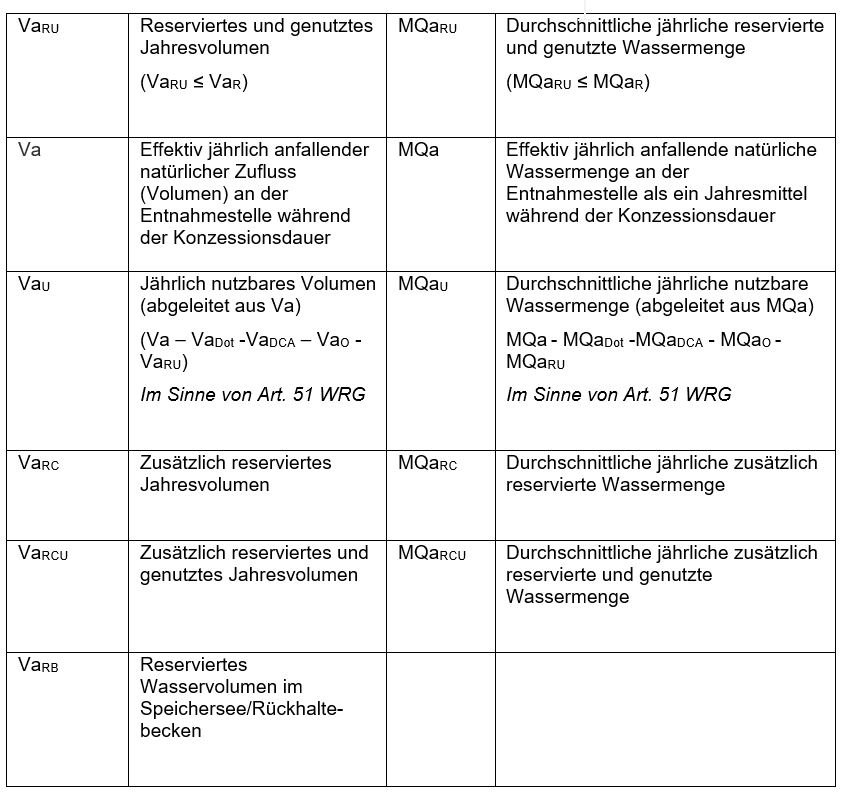 VaRU
Reserviertes und genutztes
Jahresvolumen
(VaRU ≤ VaR)
MQaRU
Durchschnittliche jährliche reservierte
und genutzte Wassermenge
(MQaRU ≤ MQaR)
Va
Effektiv jährlich anfallender
natürlicher Zufluss
(Volumen) an der
Entnahmestelle während
der Konzessionsdauer
MQa
Effektiv jährlich anfallende natürliche
Wassermenge an der
Entnahmestelle als ein Jahresmittel
während der Konzessionsdauer
VaU
Jährlich nutzbares Volumen
(abgeleitet aus Va)
(Va – VaDot -VaDCA – VaO -
VaRU)
Im Sinne von Art. 51 WRG
MQaU
Durchschnittliche jährliche nutzbare
Wassermenge (abgeleitet aus MQa)
MQa - MQaDot -MQaDCA - MQaO -
MQaRU
Im Sinne von Art. 51 WRG
VaRC
Zusätzlich reserviertes
Jahresvolumen
MQaRC
Durchschnittliche jährliche zusätzlich
reservierte Wassermenge
VaRCU
Zusätzlich reserviertes und
genutztes Jahresvolumen
MQaRCU
Durchschnittliche jährliche zusätzlich
reservierte und genutzte
Wassermenge
VaRB
Reserviertes
Wasservolumen im
Speichersee/Rückhalte-
becken